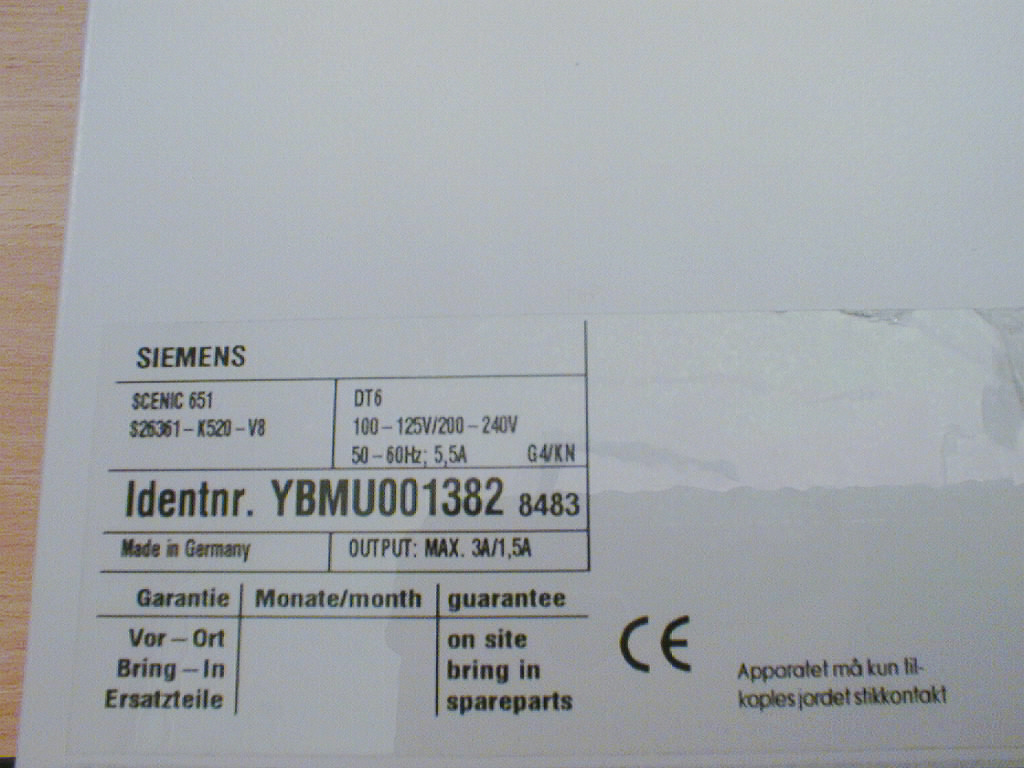 SIEMENS
SCENIC 651
S26361-K520-V8
DT6
100-125V/200-240V
50-60Hz; 5,5A G4/KN
Identnr. YBMU001382 8483
Made in Germany OUTPUT: MAX. 3A/1,5A
Garantie Monate/month guarantee
Vor-Ort on site
Bring-In bring in
Ersatzteile spareparts
CE
Apparatet må kun til-
koples jordet stikkontakt